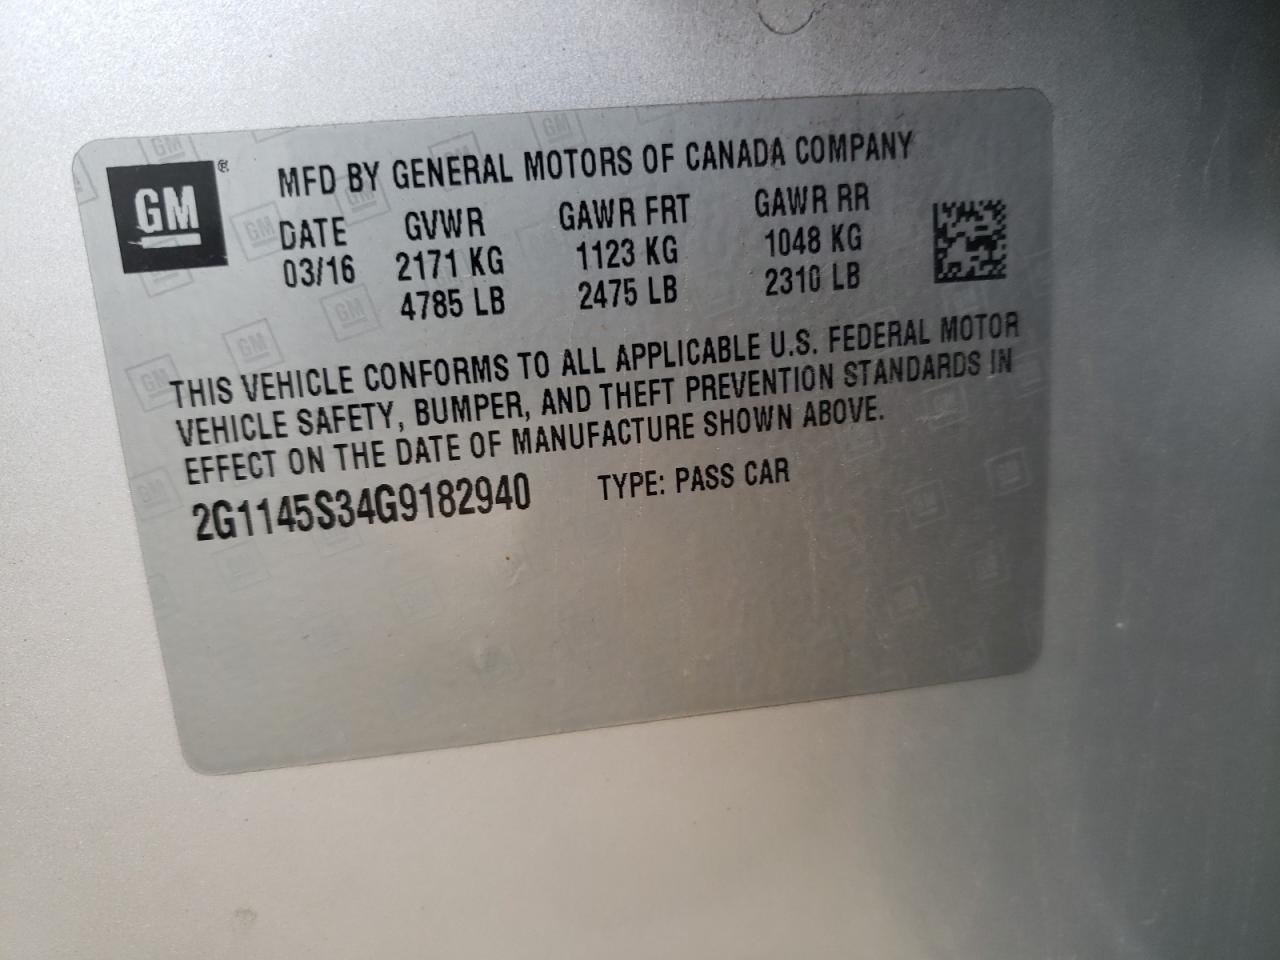 GM® MFD BY GENERAL MOTORS OF CANADA COMPANY
DATE GVWR GAWR FRT GAWR RR
03/16 2171 KG 1123 KG 1048 KG
4785 LB 2475 LB 2310 LB
THIS VEHICLE CONFORMS TO ALL APPLICABLE U.S. FEDERAL MOTOR
VEHICLE SAFETY, BUMPER, AND THEFT PREVENTION STANDARDS IN
EFFECT ON THE DATE OF MANUFACTURE SHOWN ABOVE.
2G1145S34G9182940 TYPE: PASS CAR